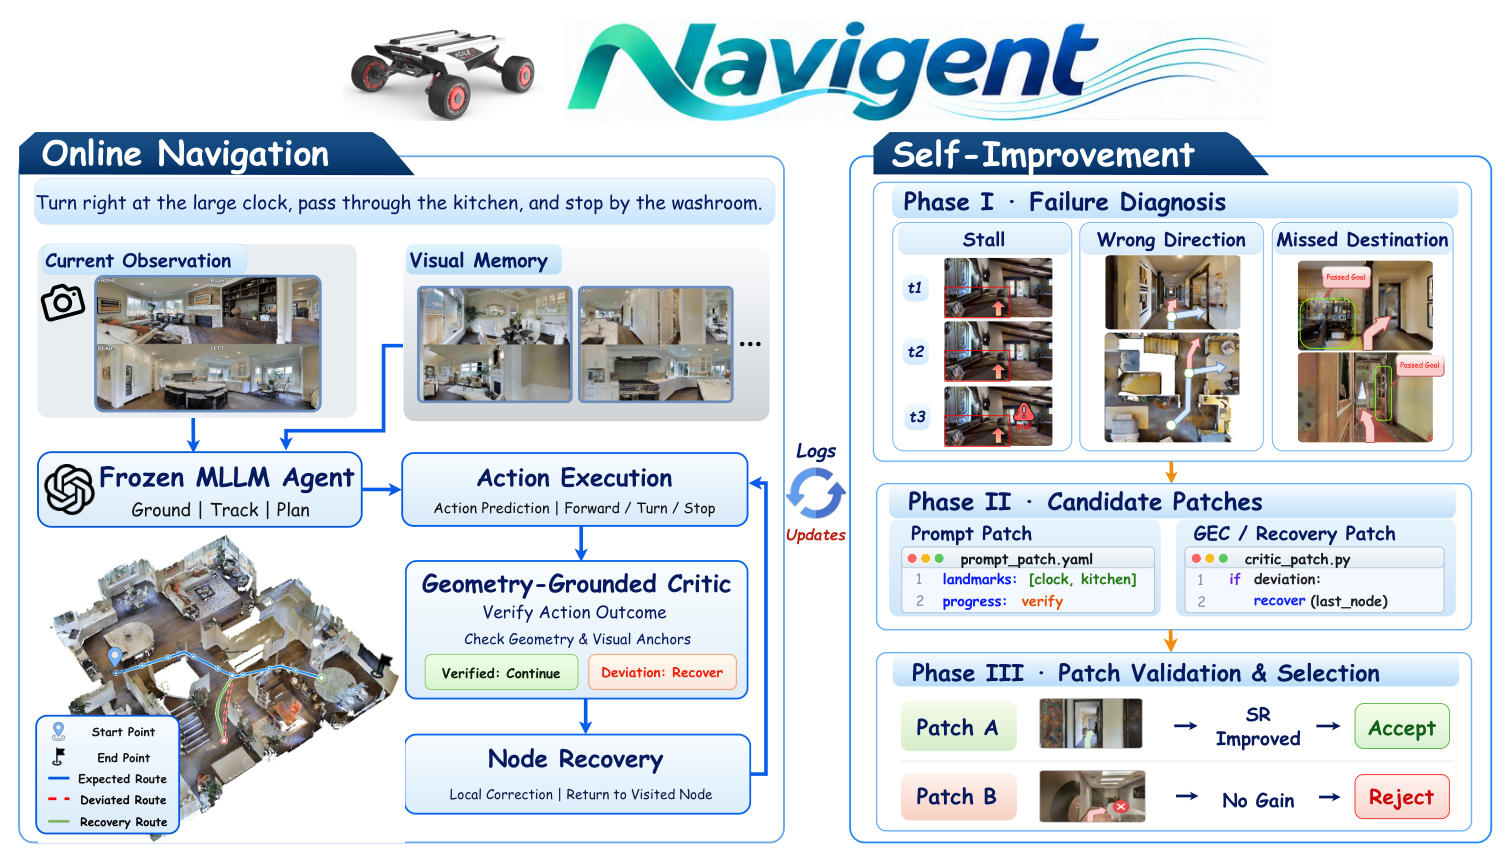 AGILE
Navigent
Online Navigation
Turn right at the large clock, pass through the kitchen, and stop by the washroom.
Current Observation
FRONT
RIGHT
REAR
LEFT
Visual Memory
...
Frozen MLLM Agent
Ground | Track | Plan
Action Execution
Action Prediction | Forward / Turn / Stop
Geometry-Grounded Critic
Verify Action Outcome
Check Geometry & Visual Anchors
Verified: Continue
Deviation: Recover
Node Recovery
Local Correction | Return to Visited Node
Start Point
End Point
Expected Route
Deviated Route
Recovery Route
Logs
Updates
Self-Improvement
Phase I · Failure Diagnosis
Stall
t1
t2
t3
Wrong Direction
Missed Destination
Passed Goal
Passed Goal
Phase II · Candidate Patches
Prompt Patch
prompt_patch.yaml
1 landmarks: [clock, kitchen]
2 progress: verify
GEC / Recovery Patch
critic_patch.py
1 if deviation:
2 recover (last_node)
Phase III · Patch Validation & Selection
Patch A
SR
Improved
Accept
Patch B
No Gain
Reject